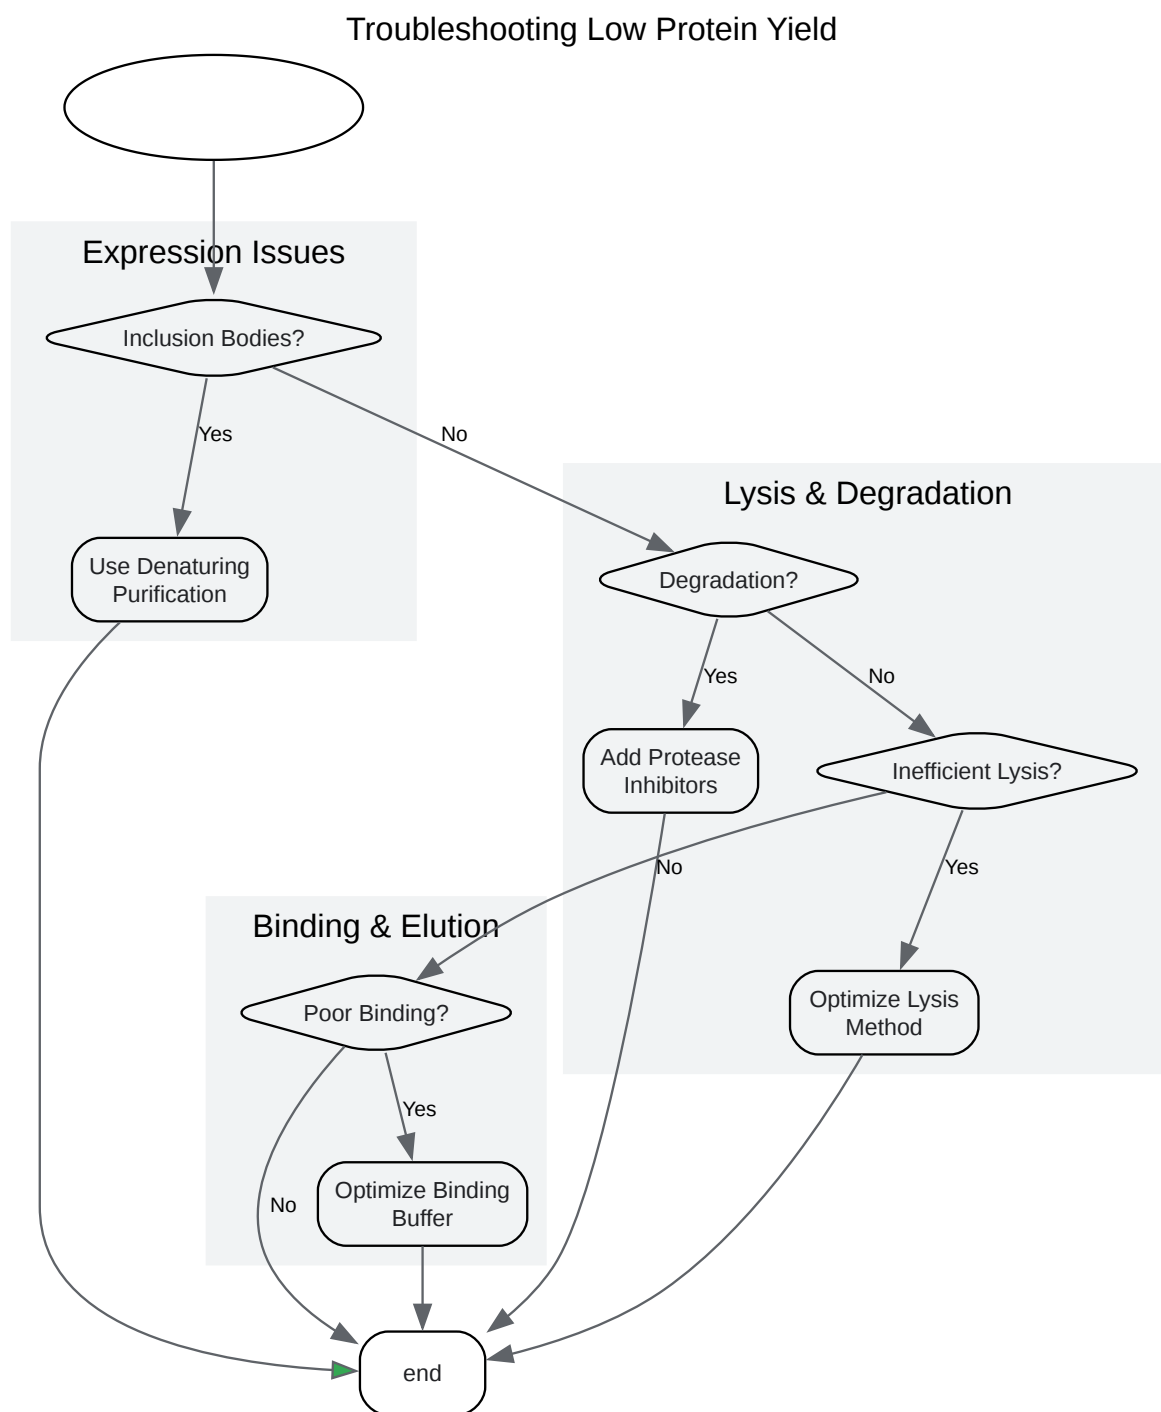 Troubleshooting Low Protein Yield
Expression Issues
Inclusion Bodies?
Yes
No
Use Denaturing
Purification
Lysis & Degradation
Degradation?
Yes
No
Add Protease
Inhibitors
Inefficient Lysis?
No
Yes
Optimize Lysis
Method
Binding & Elution
Poor Binding?
Yes
No
Optimize Binding
Buffer
end